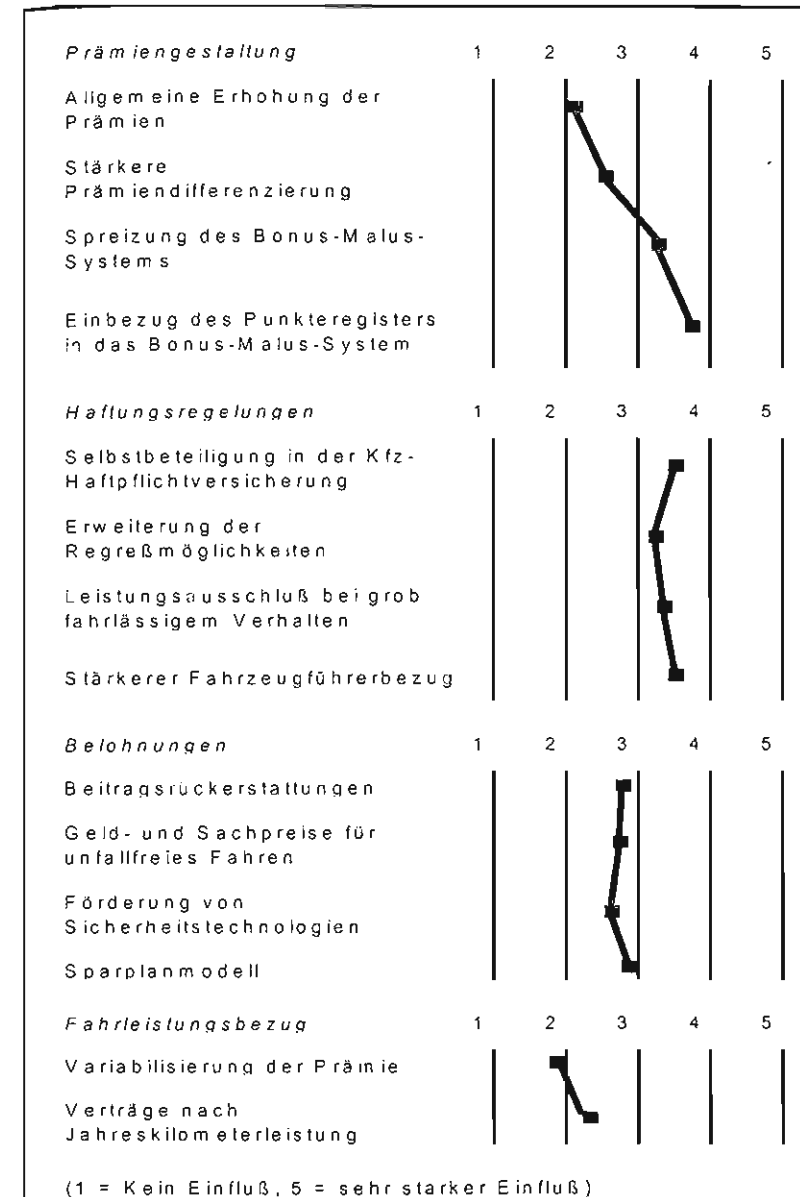 Prämiengestaltung 1 2 3 4 5
Allgemeine Erhohung der
Prämien
Stärkere
Prämiendifferenzierung
Spreizung des Bonus-Malus-
Systems
Einbezug des Punkteregisters
in das Bonus-Malus-System
Haftungsregelungen 1 2 3 4 5
Selbstbeteiligung in der Kfz-
Haftpflichtversicherung
Erweiterung der
Regreßmöglichkeiten
Leistungsausschluß bei grob
fahrlässigem Verhalten
Stärkerer Fahrzeugführerbezug
Belohnungen 1 2 3 4 5
Beitragsrückerstattungen
Geld- und Sachpreise für
unfallfreies Fahren
Förderung von
Sicherheitstechnologien
Sparplanmodell
Fahrleistungsbezug 1 2 3 4 5
Variabilisierung der Prämie
Verträge nach
Jahreskilometerleistung
(1 = Kein Einfluß, 5 = sehr starker Einfluß)